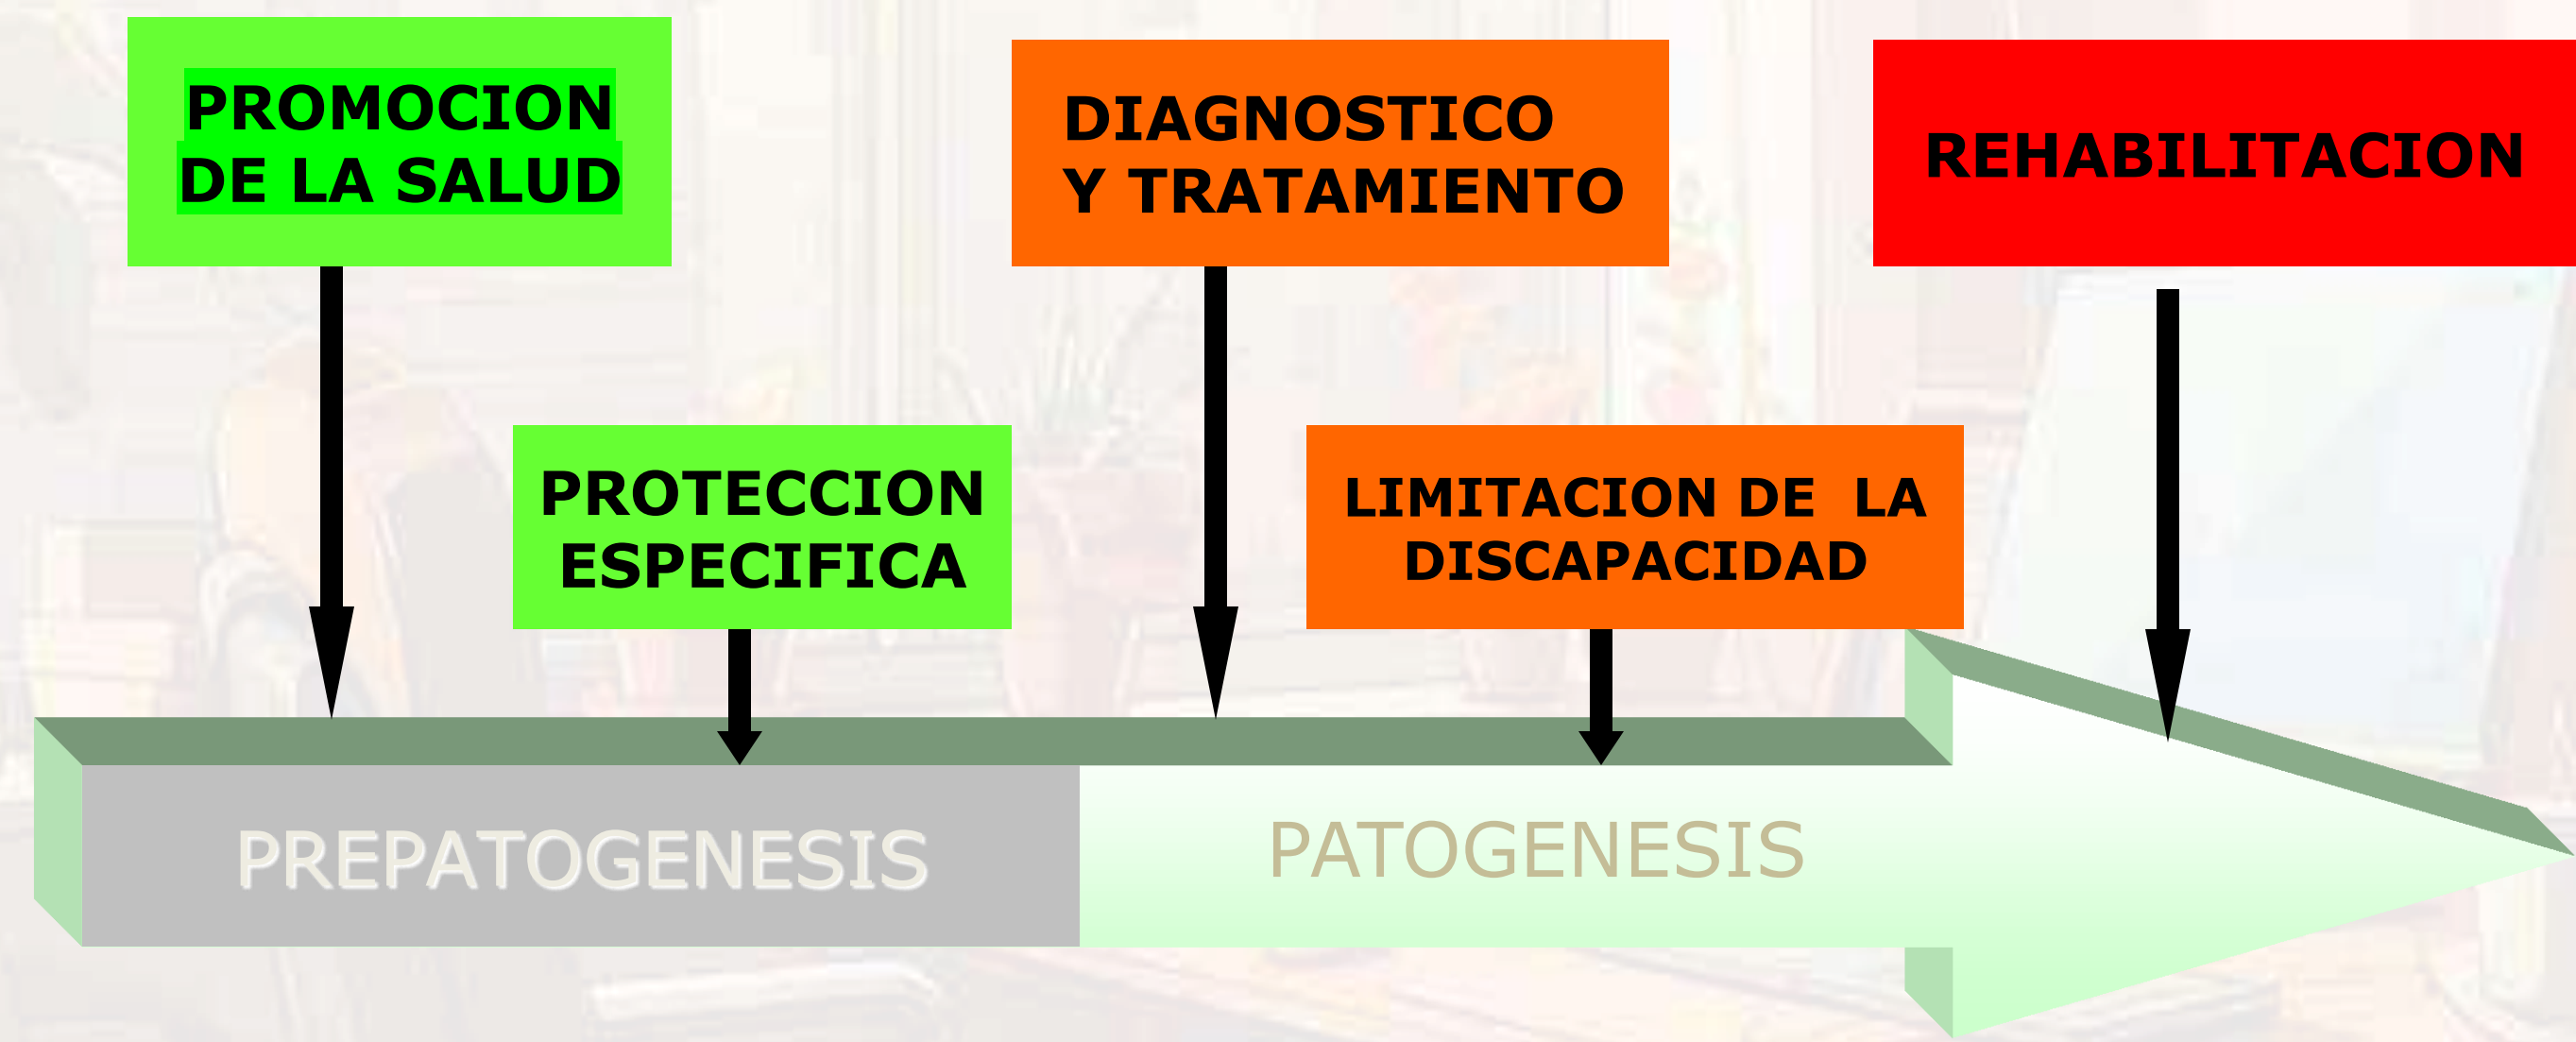 PROMOCION
DE LA SALUD
DIAGNOSTICO
Y TRATAMIENTO
REHABILITACION
PROTECCION
ESPECIFICA
LIMITACION DE LA
DISCAPACIDAD
PREPATOGENESIS
PATOGENESIS